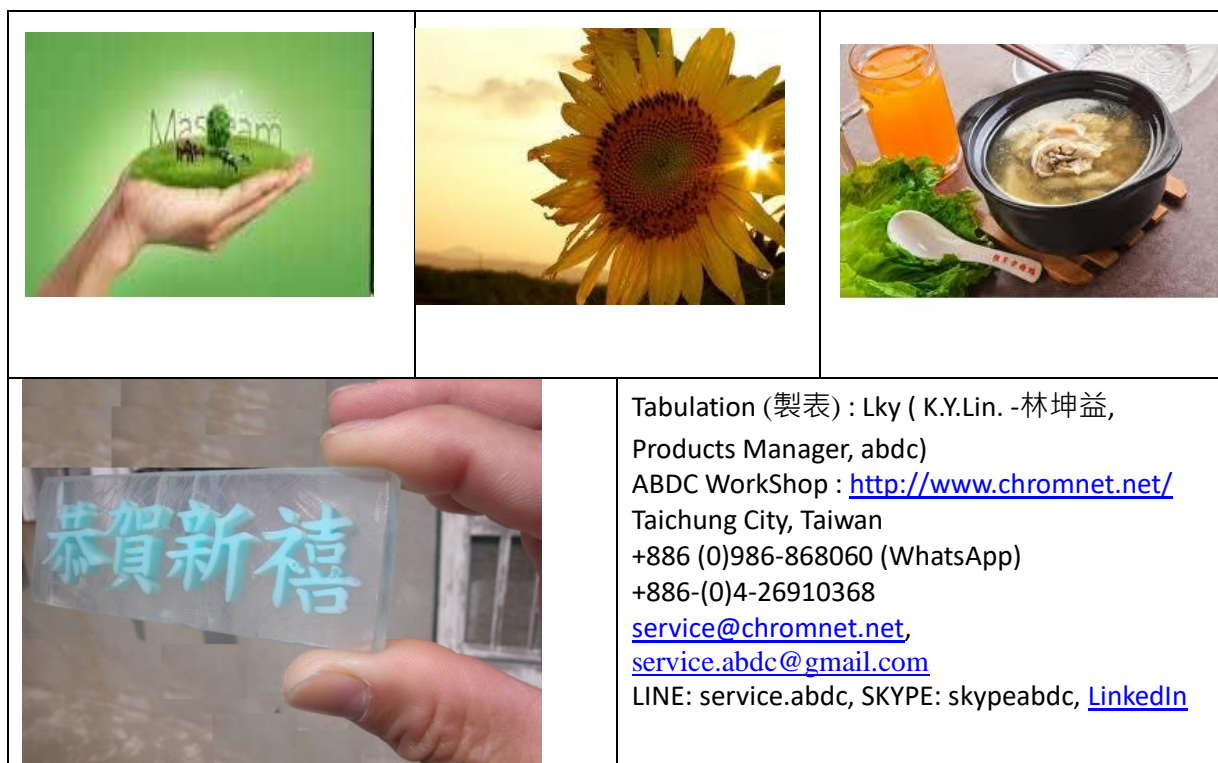 恭賀新禧
Tabulation (製表) : Lky ( K.Y.Lin. -林坤益,
Products Manager, abdc)
ABDC WorkShop : http://www.chromnet.net/
Taichung City, Taiwan
+886 (0)986-868060 (WhatsApp)
+886-(0)4-26910368
service@chromnet.net,
service.abdc@gmail.com
LINE: service.abdc, SKYPE: skypeabdc, LinkedIn